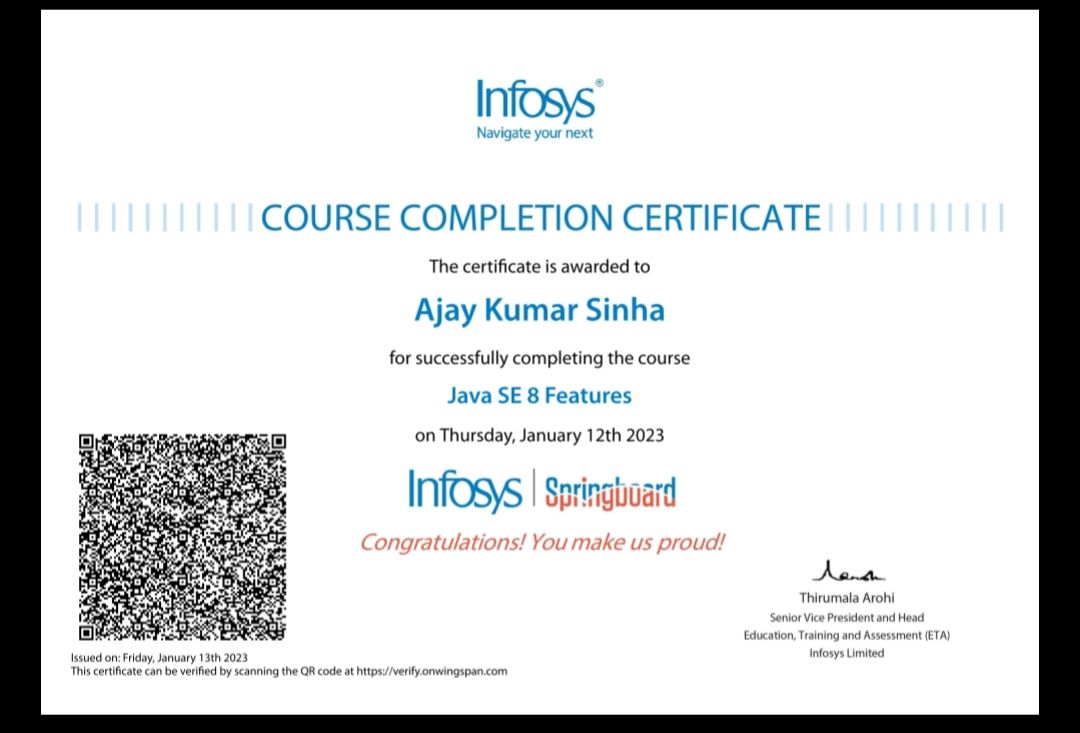 Infosys®
Navigate your next
COURSE COMPLETION CERTIFICATE
The certificate is awarded to
Ajay Kumar Sinha
for successfully completing the course
Java SE 8 Features
on Thursday, January 12th 2023
Infosys | Springboard
Congratulations! You make us proud!
Thirumala Arohi
Senior Vice President and Head
Education, Training and Assessment (ETA)
Infosys Limited
Issued on: Friday, January 13th 2023
This certificate can be verified by scanning the QR code at https://verify.onwingspan.com